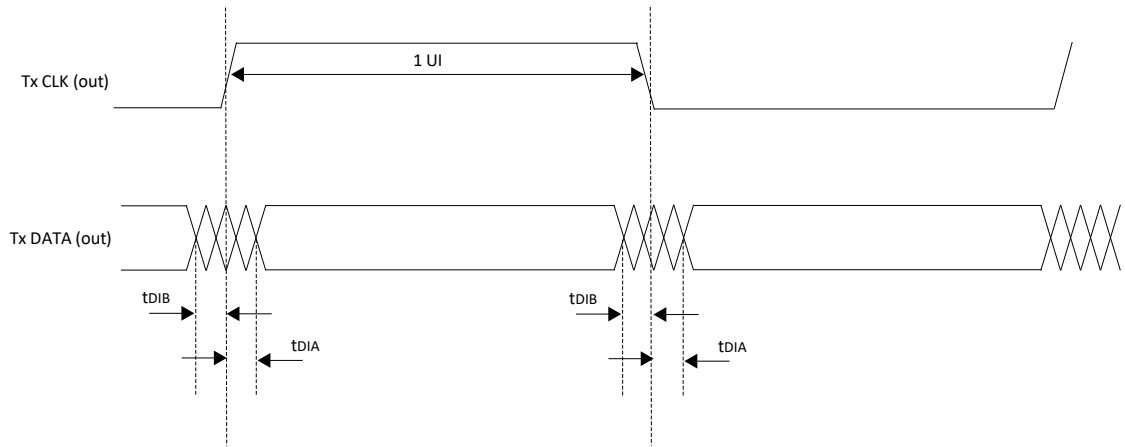 1 UI
Tx CLK (out)
Tx DATA (out)
tDIB
tDIB
tDIA
tDIA